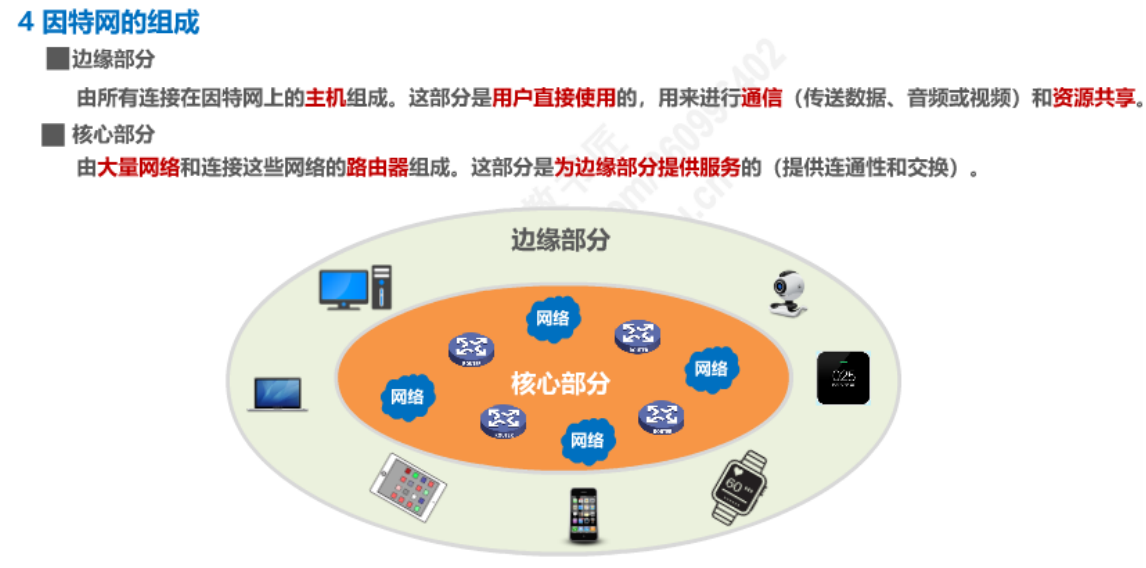 4 因特网的组成
边缘部分
由所有连接在因特网上的主机组成。这部分是用户直接使用的，用来进行通信（传送数据、音频或视频）和资源共享。
核心部分
由大量网络和连接这些网络的路由器组成。这部分是为边缘部分提供服务的（提供连通性和交换）。
边缘部分
网络
ROUTER
ROUTER
网络
网络
核心部分
025
ROUTER
ROUTER
网络
60